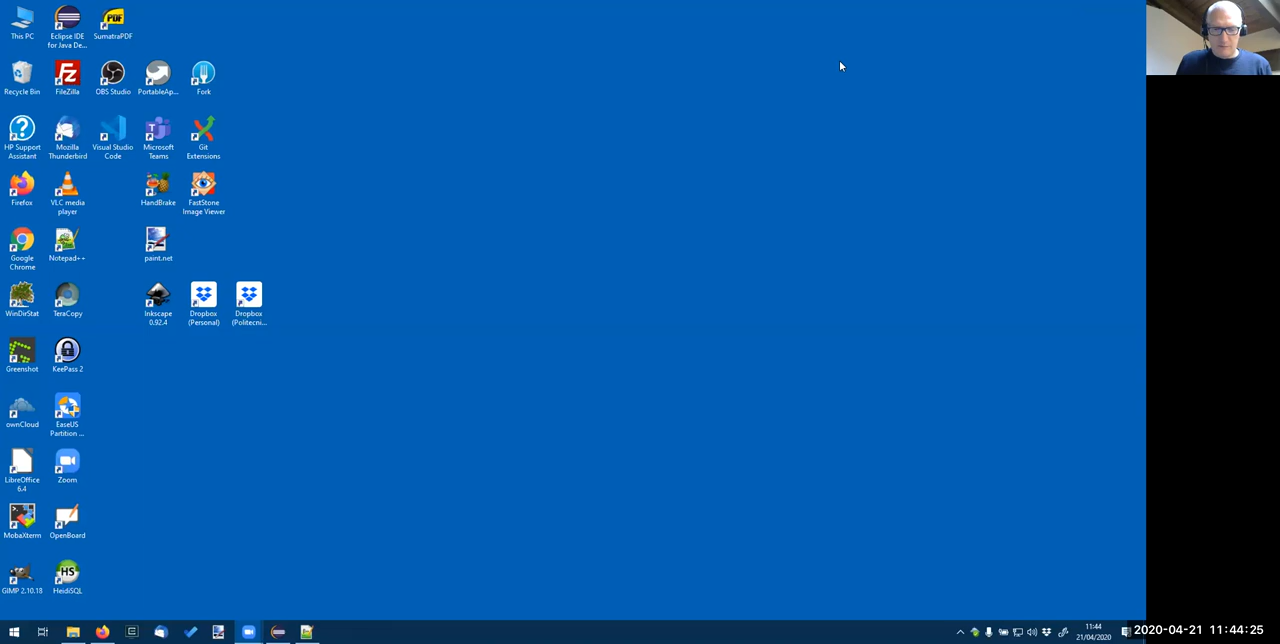 This PC
Eclipse IDE
for Java De...
SumatraPDF
Recycle Bin
FileZilla
OBS Studio
PortableAp...
Fork
HP Support
Assistant
Mozilla
Thunderbird
Visual Studio
Code
Microsoft
Teams
Git
Extensions
Firefox
VLC media
player
HandBrake
FastStone
Image Viewer
Google
Chrome
Notepad++
paint.net
WinDirStat
TeraCopy
Inkscape
0.92.4
Dropbox
(Personal)
Dropbox
(Politecni...
Greenshot
KeePass 2
ownCloud
EaseUS
Partition ...
LibreOffice
6.4
Zoom
MobaXterm
OpenBoard
GIMP 2.10.18
HeidiSQL
11:44
21/04/2020
2020-04-21 11:44:25